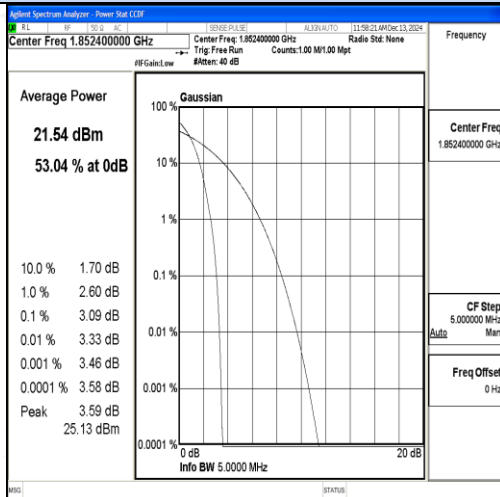 Agilent Spectrum Analyzer - Power Stat CCDF
RL RF 50 Ω AC SENSE:PULSE ALIGNAUTO 11:58:21 AM Dec 13, 2024
Center Freq 1.852400000 GHz
Center Freq: 1.852400000 GHz Radio Std: None
Trig: Free Run Counts:1.00 M/1.00 Mpt
#IFGain:Low #Atten: 40 dB
Frequency
Average Power
21.54 dBm
53.04 % at 0dB
10.0 % 1.70 dB
1.0 % 2.60 dB
0.1 % 3.09 dB
0.01 % 3.33 dB
0.001 % 3.46 dB
0.0001 % 3.58 dB
Peak 3.59 dB
25.13 dBm
Gaussian
100 %
10 %
1 %
0.1 %
0.01 %
0.001 %
0.0001 %
0 dB 20 dB
Info BW 5.0000 MHz
Center Freq
1.852400000 GHz
CF Step
5.000000 MHz
Auto Man
Freq Offset
0 Hz
MSG STATUS